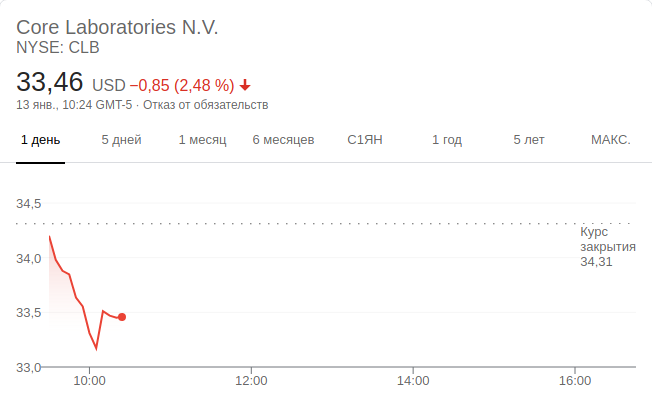 Core Laboratories N.V.
NYSE: CLB
33,46 USD −0,85 (2,48 %)
13 янв., 10:24 GMT-5 · Отказ от обязательств
1 день 5 дней 1 месяц 6 месяцев С1ЯН 1 год 5 лет МАКС.
34,5
Курс
закрытия
34,31
34,0
33,5
33,0
10:00 12:00 14:00 16:00